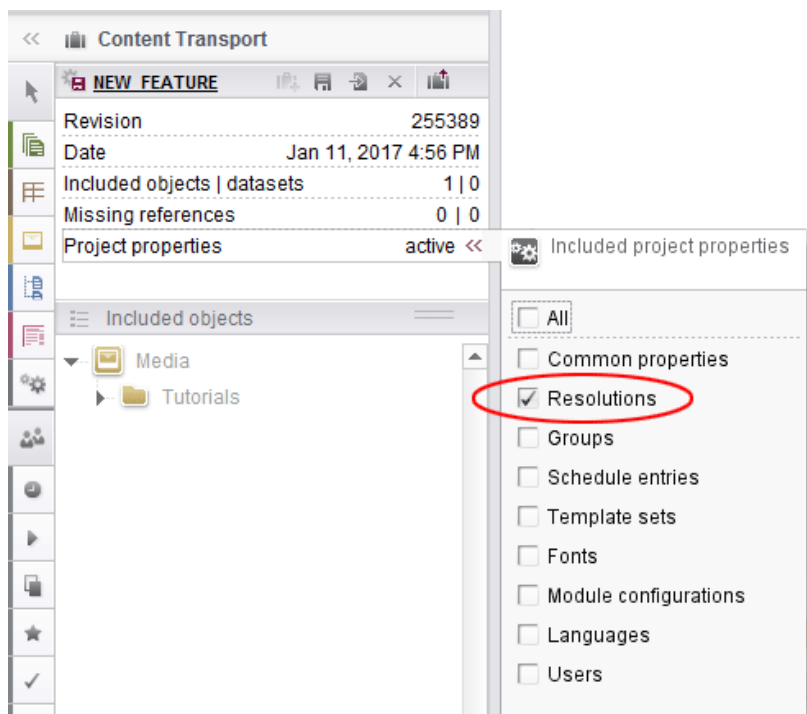 Content Transport
NEW_FEATURE
Revision 255389
Date Jan 11, 2017 4:56 PM
Included objects | datasets 1 | 0
Missing references 0 | 0
Project properties active
Included project properties
Included objects
Media
Tutorials
All
Common properties
Resolutions
Groups
Schedule entries
Template sets
Fonts
Module configurations
Languages
Users